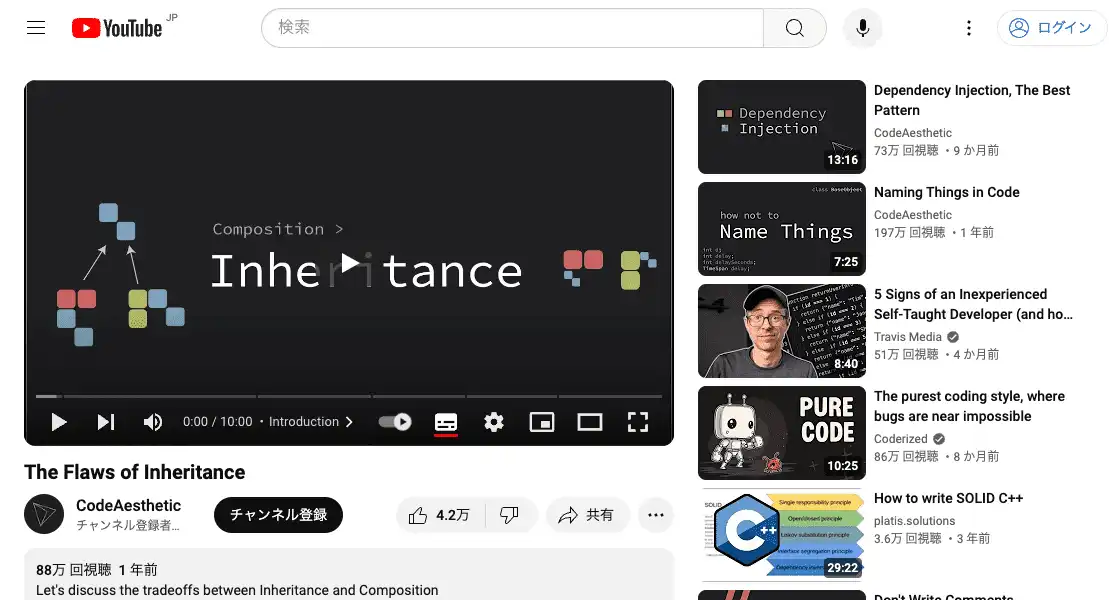 YouTube JP
検索
ログイン
Composition >
Inheritance
0:00 / 10:00 • Introduction >
The Flaws of Inheritance
CodeAesthetic
チャンネル登録者...
チャンネル登録
4.2万
共有
88万 回視聴 1 年前
Let's discuss the tradeoffs between Inheritance and Composition
Dependency
Injection
13:16
Dependency Injection, The Best
Pattern
CodeAesthetic
73万 回視聴 ・9 か月前
class BaseObject
how not to
Name Things
int d;
int delay;
int delaySeconds;
TimeSpan delay;
7:25
Naming Things in Code
CodeAesthetic
197万 回視聴 ・1 年前
8:40
5 Signs of an Inexperienced
Self-Taught Developer (and ho...
Travis Media
51万 回視聴 ・4 か月前
PURE
CODE
10:25
The purest coding style, where
bugs are near impossible
Coderized
86万 回視聴 ・8 か月前
SOLID
C++
Single responsibility principle
Open/closed principle
Liskov substitution principle
Interface segregation principle
29:22
How to write SOLID C++
platis.solutions
3.6万 回視聴 ・3 年前
Don't Write Comments